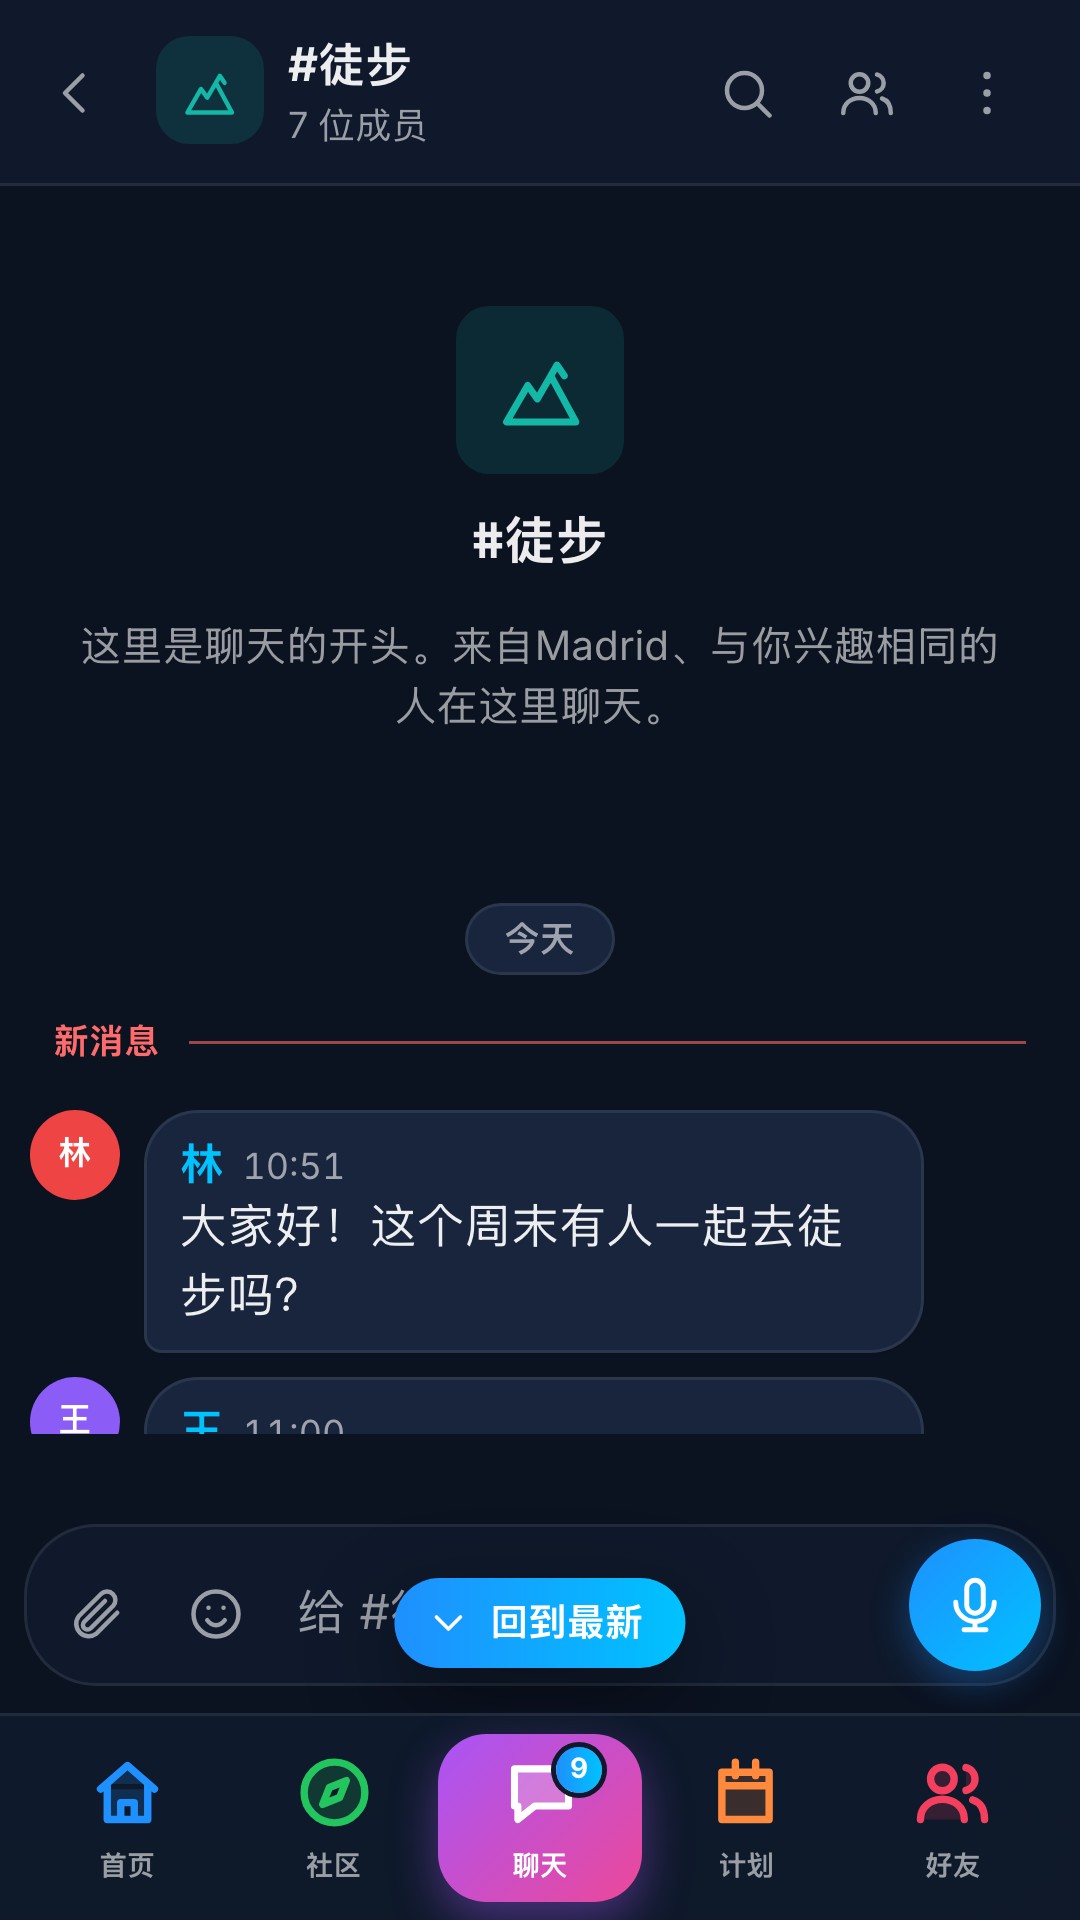 #徒步
7 位成员
#徒步
这里是聊天的开头。来自Madrid、与你兴趣相同的
人在这里聊天。
今天
新消息
林
林 10:51
大家好！这个周末有人一起去徒
步吗?
王
王 11:00
给 #
回到最新
9
首页
社区
聊天
计划
好友